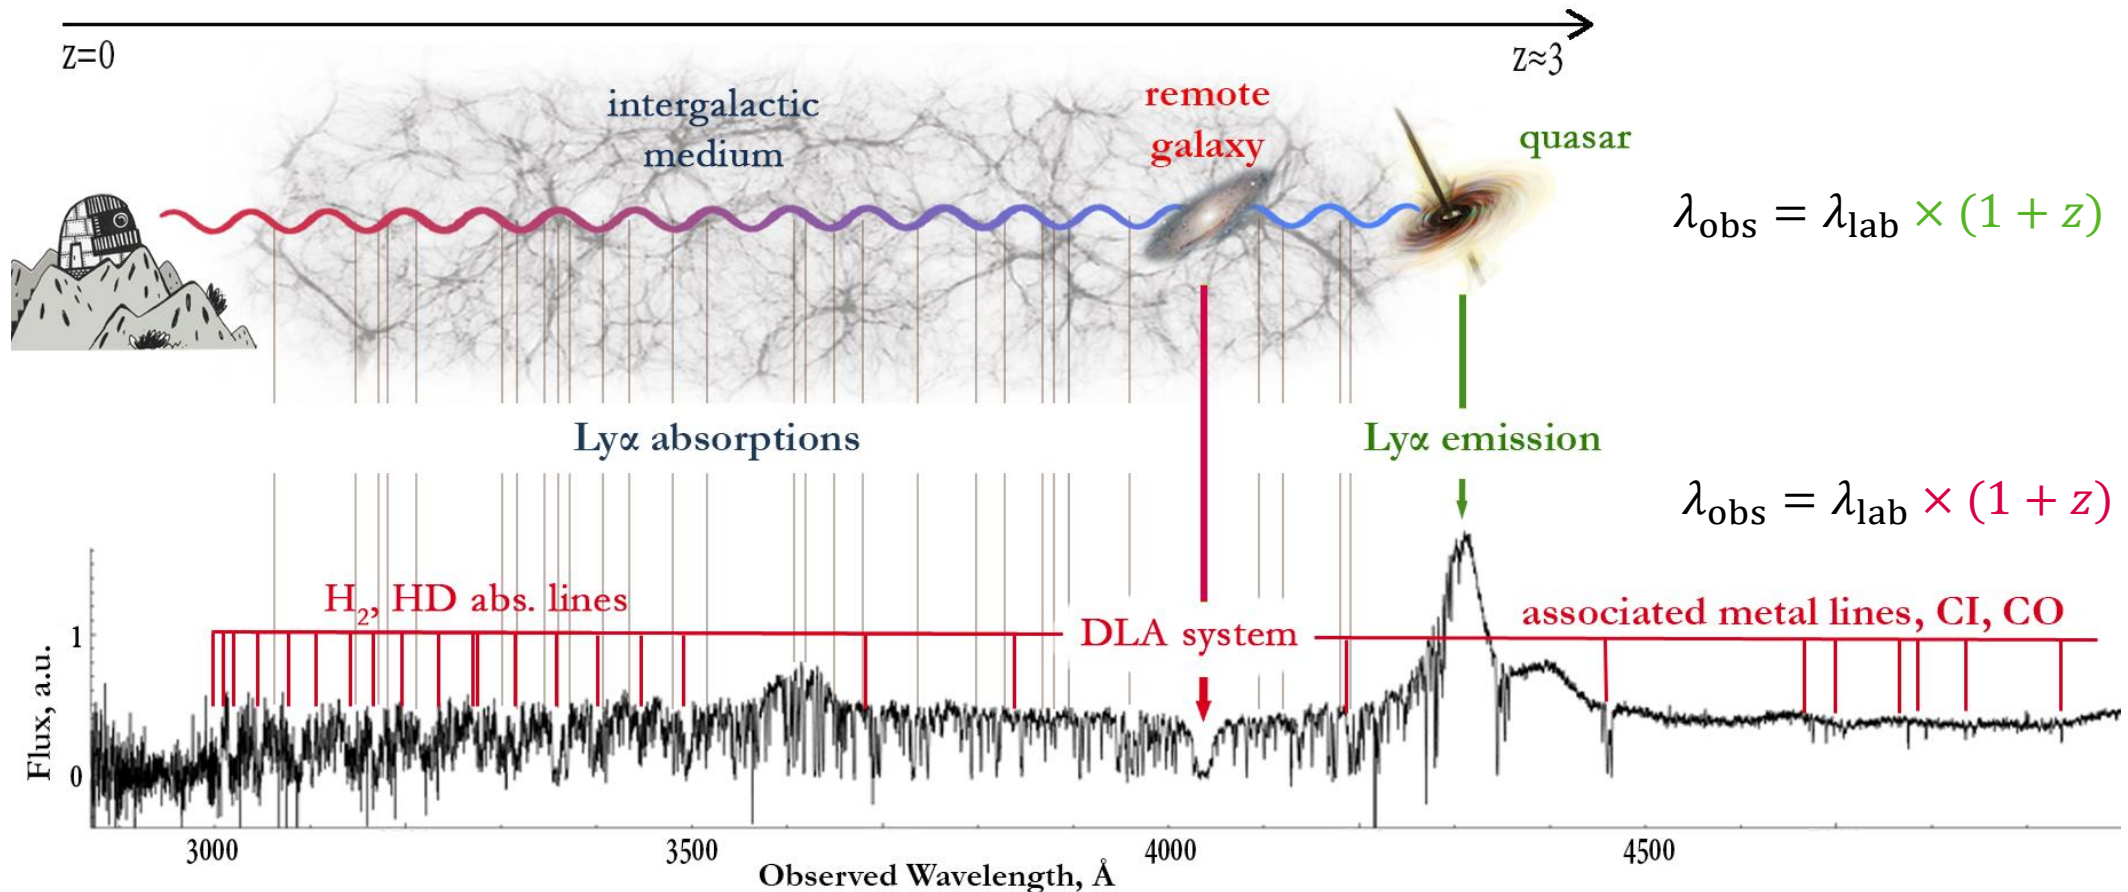 z=0
z≈3
intergalactic
medium
remote
galaxy
quasar
λobs = λlab × (1 + z)
Lyα absorptions
Lyα emission
λobs = λlab × (1 + z)
H2, HD abs. lines
DLA system
associated metal lines, CI, CO
Flux, a.u.
1
0
3000
3500
4000
4500
Observed Wavelength, Å